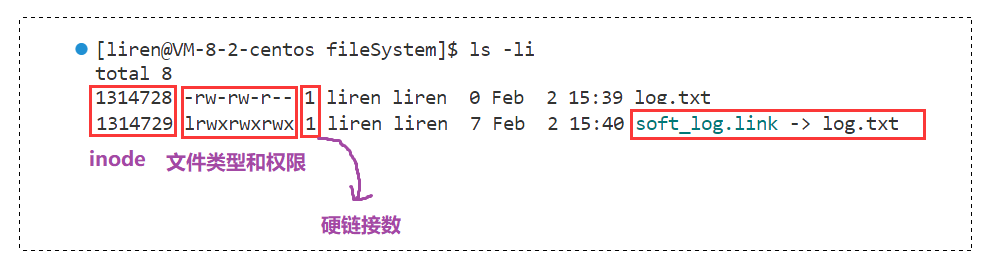 [liren@VM-8-2-centos fileSystem]$ ls -li
total 8
1314728 -rw-rw-r-- 1 liren liren 0 Feb 2 15:39 log.txt
1314729 lrwxrwxrwx 1 liren liren 7 Feb 2 15:40 soft_log.link -> log.txt
inode 文件类型和权限
硬链接数